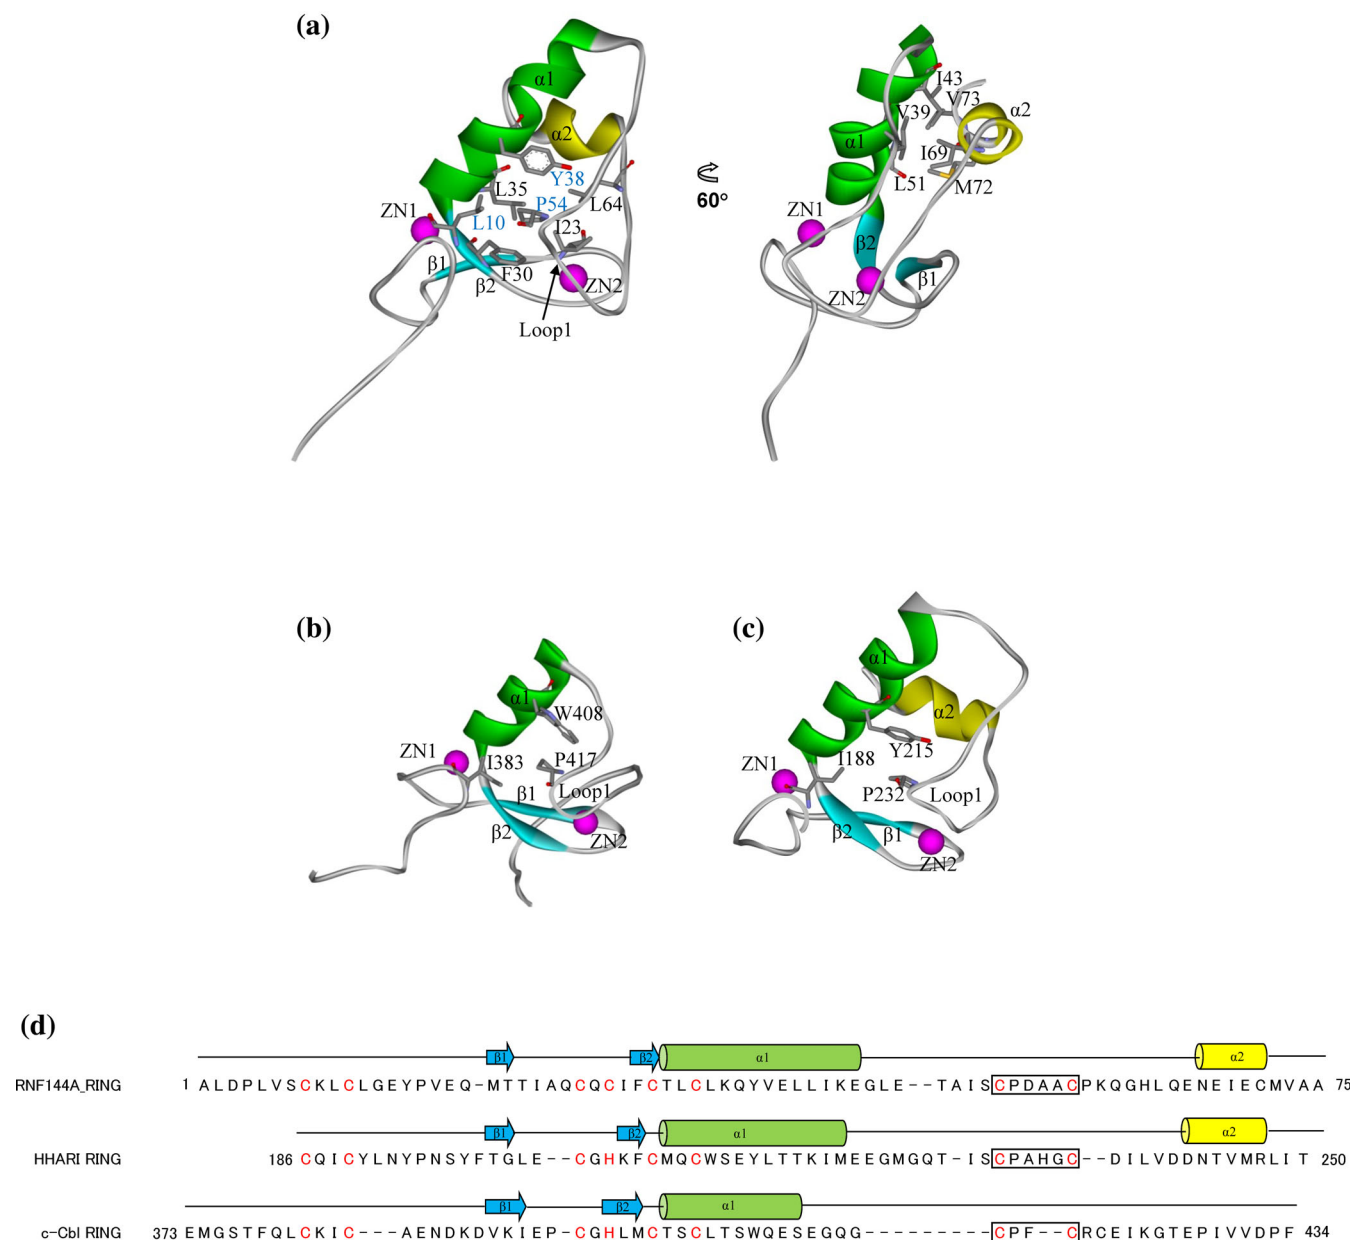 (a)
α1
α2
Y38
L35
P54
L64
ZN1
L10
I23
F30
β1
β2
ZN2
Loop1
60°
I43
V73
V39
α2
α1
I69
M72
L51
ZN1
β2
β1
ZN2
(b)
α1
W408
ZN1
I383
P417
β1
Loop1
β2
ZN2
(c)
α1
α2
Y215
ZN1
I188
P232
Loop1
β2
β1
ZN2
(d)
β1 β2 α1 α2
RNF144A_RING 1 ALDPLVSCKLCLGEYPVEQ-MTTIAQCQCIFCTLCLKQYVELLIKEGLE--TAISCPDAACPKQGHLQENEIECMVAA 75
β1 β2 α1 α2
HHARI RING 186 CQICYLNYPNSYFTGLE--CGHKFCMQCWSEYLTTKIMEEGMGQT-ISCPAHGC--DILVDDNTVMRLIT 250
β1 β2 α1
c-Cbl RING 373 EMGSTFQLCKIC---AENDKDVKIEP-CGHLMCTSCLTSWQESEGQG---------CPF--CRCEIKGTEPIVVDPF 434